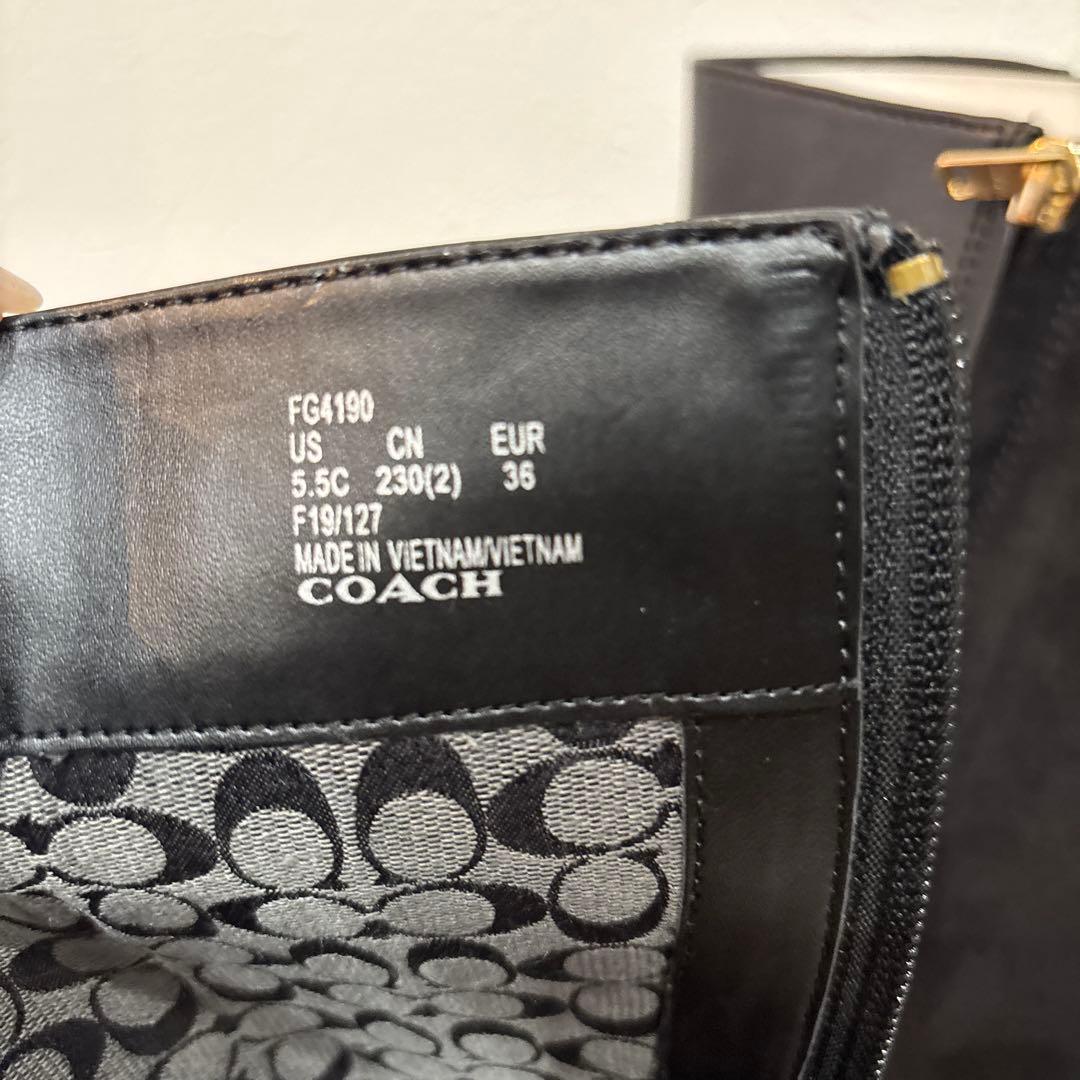 FG4190
US CN EUR
5.5C 230(2) 36
F19/127
MADE IN VIETNAM/VIETNAM
COACH